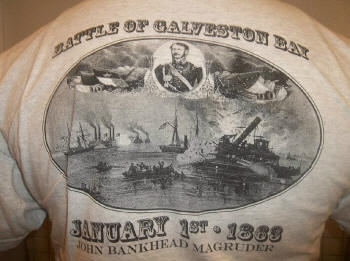 BATTLE OF GALVESTON BAY
JANUARY 1ST • 1863
JOHN BANKHEAD MAGRUDER